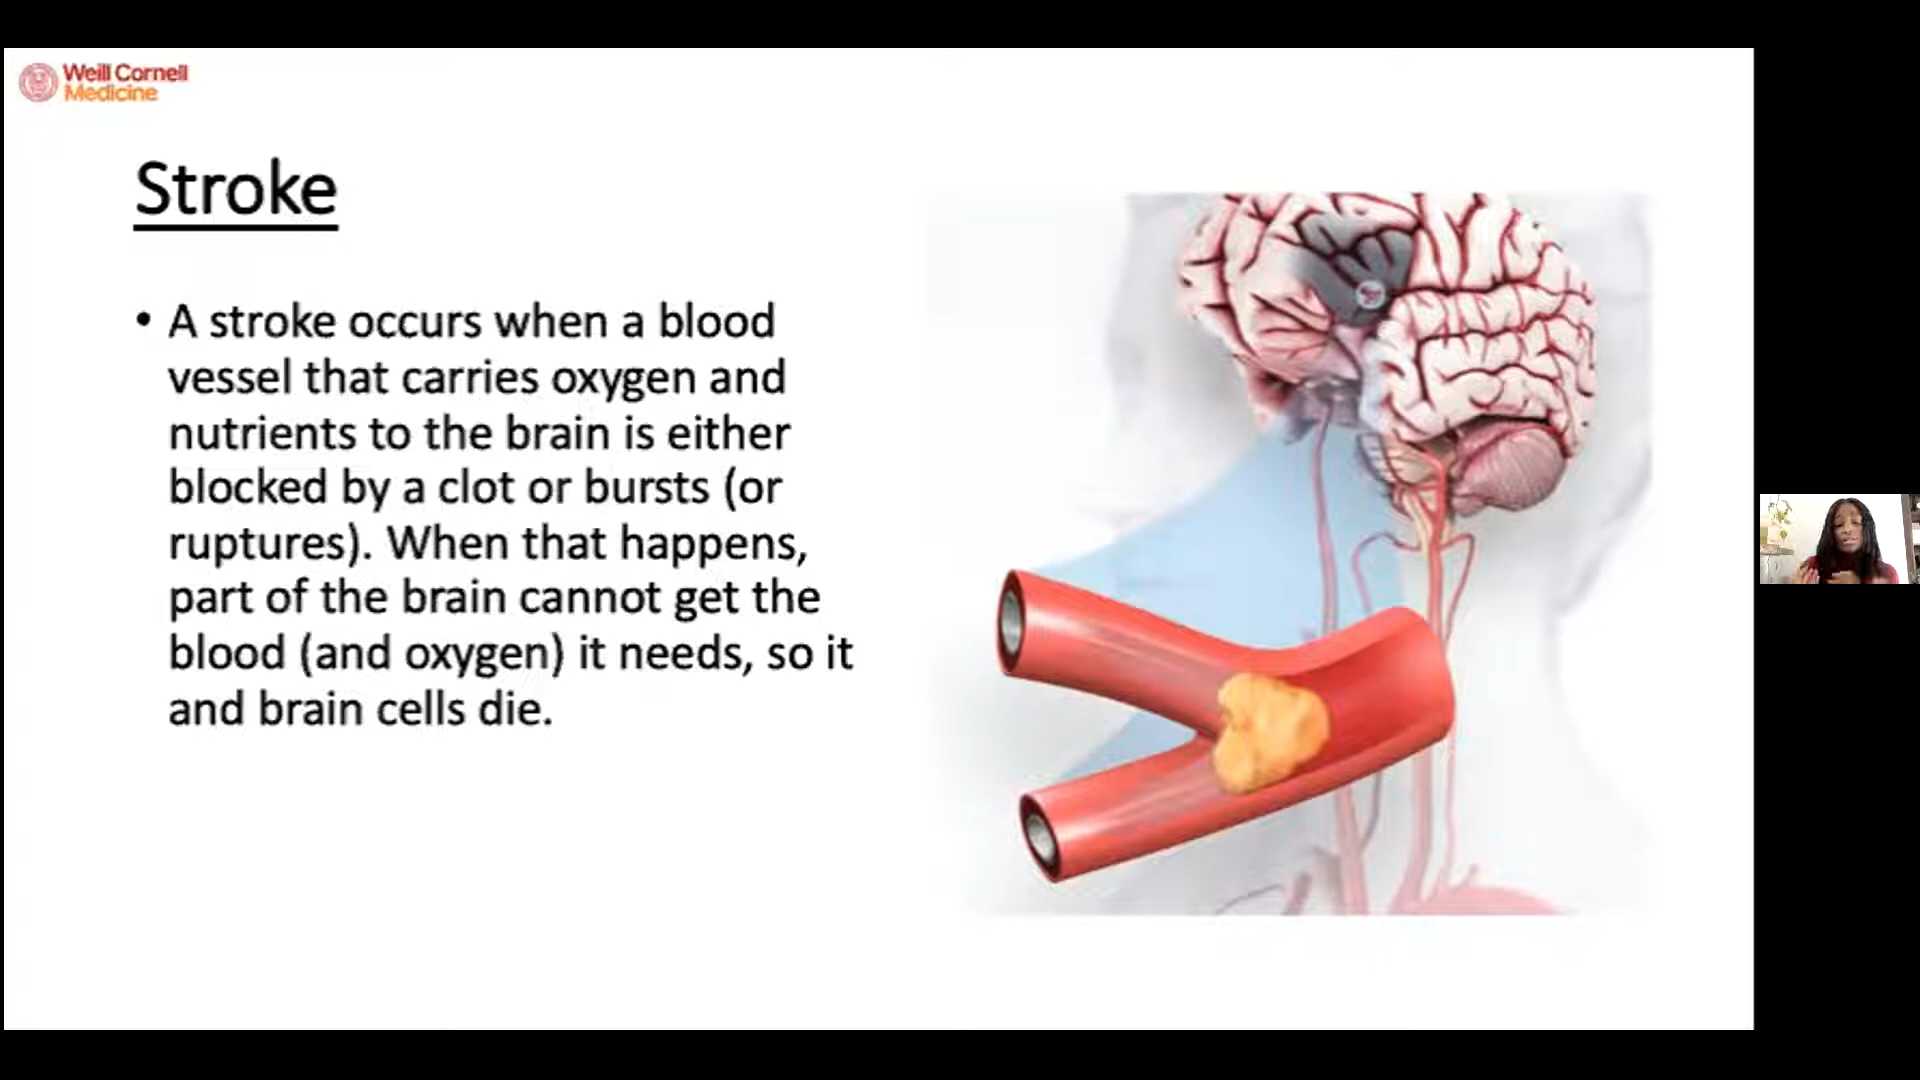 Weill Cornell
Medicine
Stroke
• A stroke occurs when a blood
vessel that carries oxygen and
nutrients to the brain is either
blocked by a clot or bursts (or
ruptures). When that happens,
part of the brain cannot get the
blood (and oxygen) it needs, so it
and brain cells die.